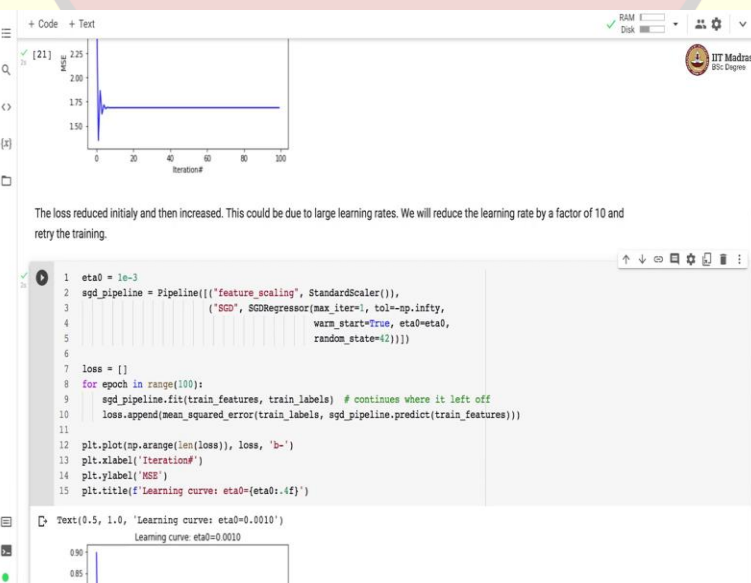 + Code + Text
RAM
Disk
IIT Madras
BSc Degree
[21]
2s
MSE
2.25
2.00
1.75
1.50
0 20 40 60 80 100
Iteration#
The loss reduced initialy and then increased. This could be due to large learning rates. We will reduce the learning rate by a factor of 10 and
retry the training.
2s
1 eta0 = 1e-3
2 sgd_pipeline = Pipeline([("feature_scaling", StandardScaler()),
3 ("SGD", SGDRegressor(max_iter=1, tol=-np.infty,
4 warm_start=True, eta0=eta0,
5 random_state=42))])
6
7 loss = []
8 for epoch in range(100):
9 sgd_pipeline.fit(train_features, train_labels) # continues where it left off
10 loss.append(mean_squared_error(train_labels, sgd_pipeline.predict(train_features)))
11
12 plt.plot(np.arange(len(loss)), loss, 'b-')
13 plt.xlabel('Iteration#')
14 plt.ylabel('MSE')
15 plt.title(f'Learning curve: eta0={eta0:.4f}')
Text(0.5, 1.0, 'Learning curve: eta0=0.0010')
Learning curve: eta0=0.0010
0.90
0.85